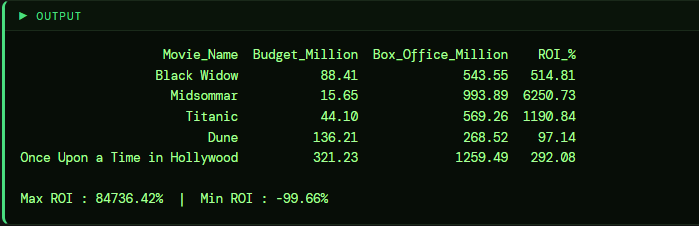 ▶ OUTPUT
Movie_Name Budget_Million Box_Office_Million ROI_%
Black Widow 88.41 543.55 514.81
Midsommar 15.65 993.89 6250.73
Titanic 44.10 569.26 1190.84
Dune 136.21 268.52 97.14
Once Upon a Time in Hollywood 321.23 1259.49 292.08
Max ROI : 84736.42% | Min ROI : -99.66%